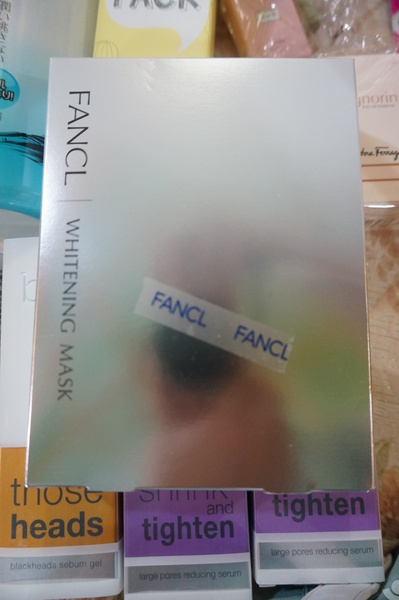 PACK
FANCL | WHITENING MASK
FANCL FANCL
those
heads
blackheads sebum gel
shrink
and
tighten
large pores reducing serum
tighten
large pores reducing serum